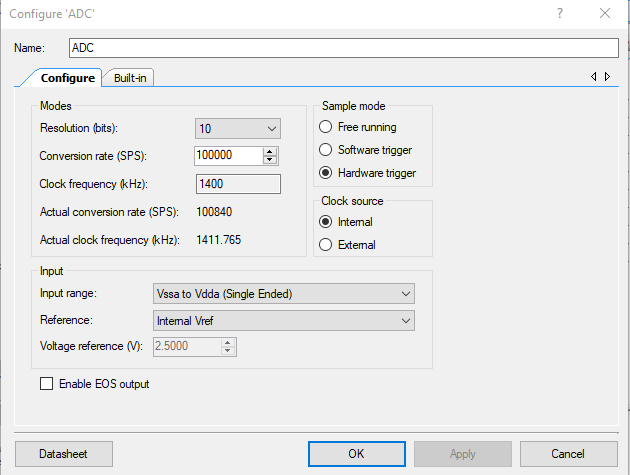 Configure 'ADC'
Name: ADC
Configure Built-in
Modes
Resolution (bits): 10
Conversion rate (SPS): 100000
Clock frequency (kHz): 1400
Actual conversion rate (SPS): 100840
Actual clock frequency (kHz): 1411.765
Sample mode
Free running
Software trigger
Hardware trigger
Clock source
Internal
External
Input
Input range: Vssa to Vdda (Single Ended)
Reference: Internal Vref
Voltage reference (V): 2.5000
Enable EOS output
Datasheet OK Apply Cancel